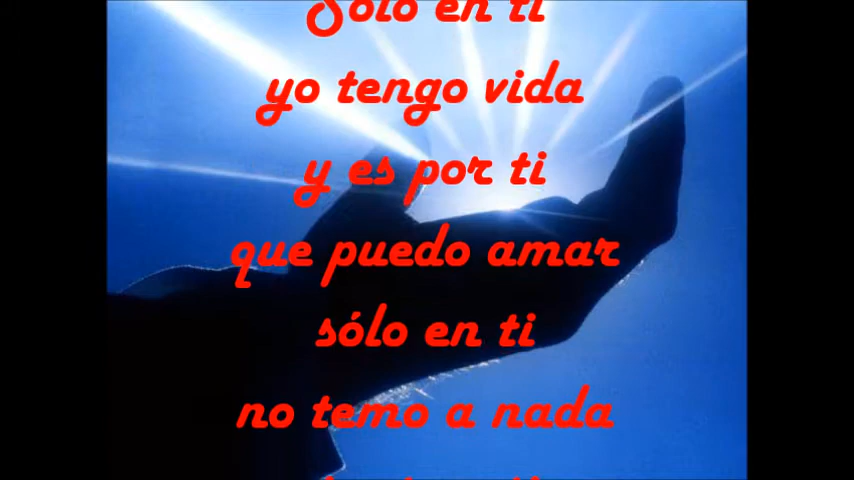 Sólo en ti
yo tengo vida
y es por ti
que puedo amar
sólo en ti
no temo a nada